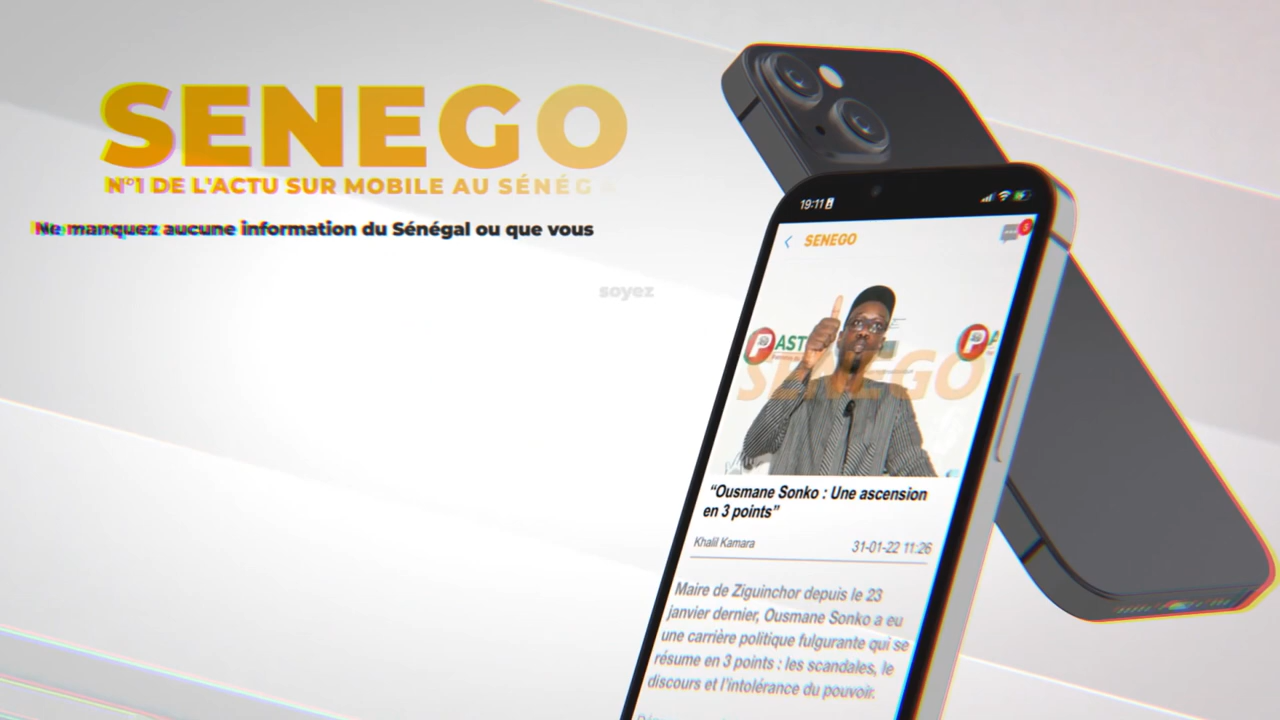 SENEGO
N°1 DE L'ACTU SUR MOBILE AU SÉNÉG
Ne manquez aucune information du Sénégal ou que vous
soyez
19:11
SENEGO
5
PAST
P
SENEGO
“Ousmane Sonko : Une ascension
en 3 points”
Khalil Kamara
31-01-22 11:26
Maire de Ziguinchor depuis le 23
janvier dernier, Ousmane Sonko a eu
une carrière politique fulgurante qui se
résume en 3 points : les scandales, le
discours et l'intolérance du pouvoir.